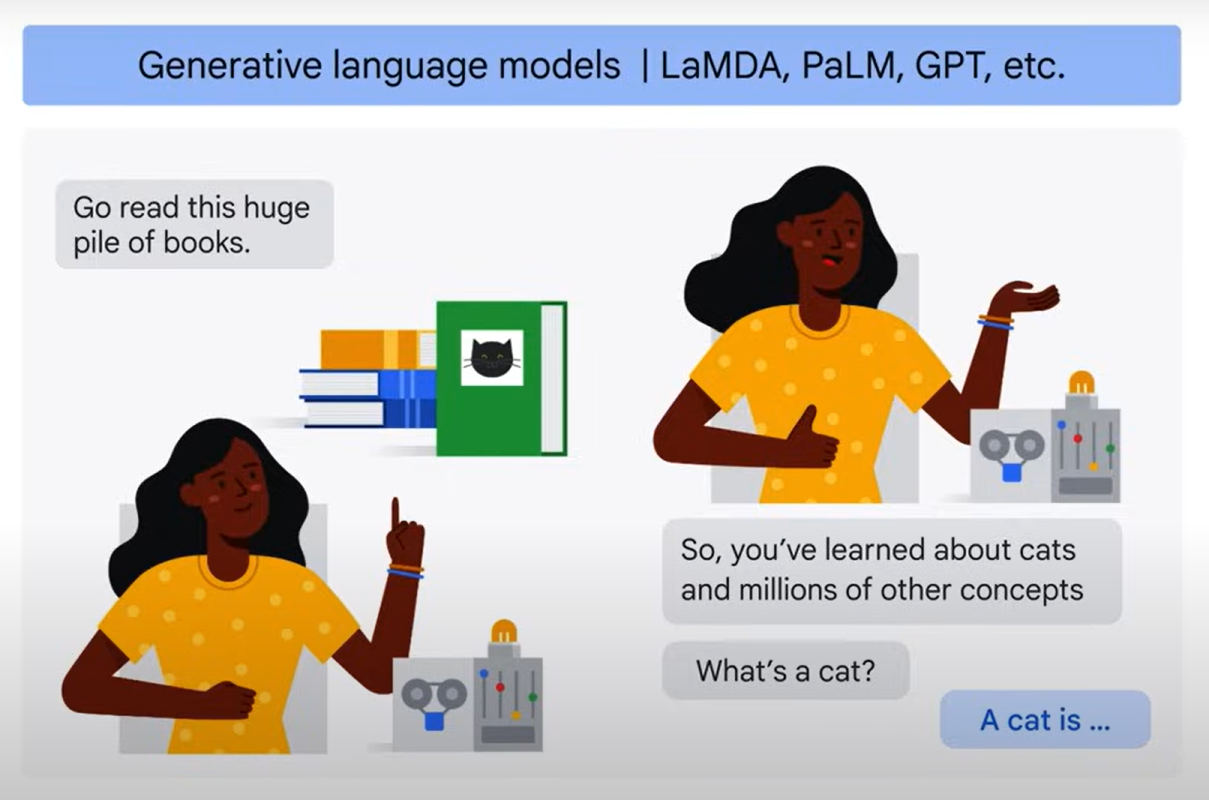 Generative language models | LaMDA, PaLM, GPT, etc.
Go read this huge
pile of books.
So, you’ve learned about cats
and millions of other concepts
What’s a cat?
A cat is ...